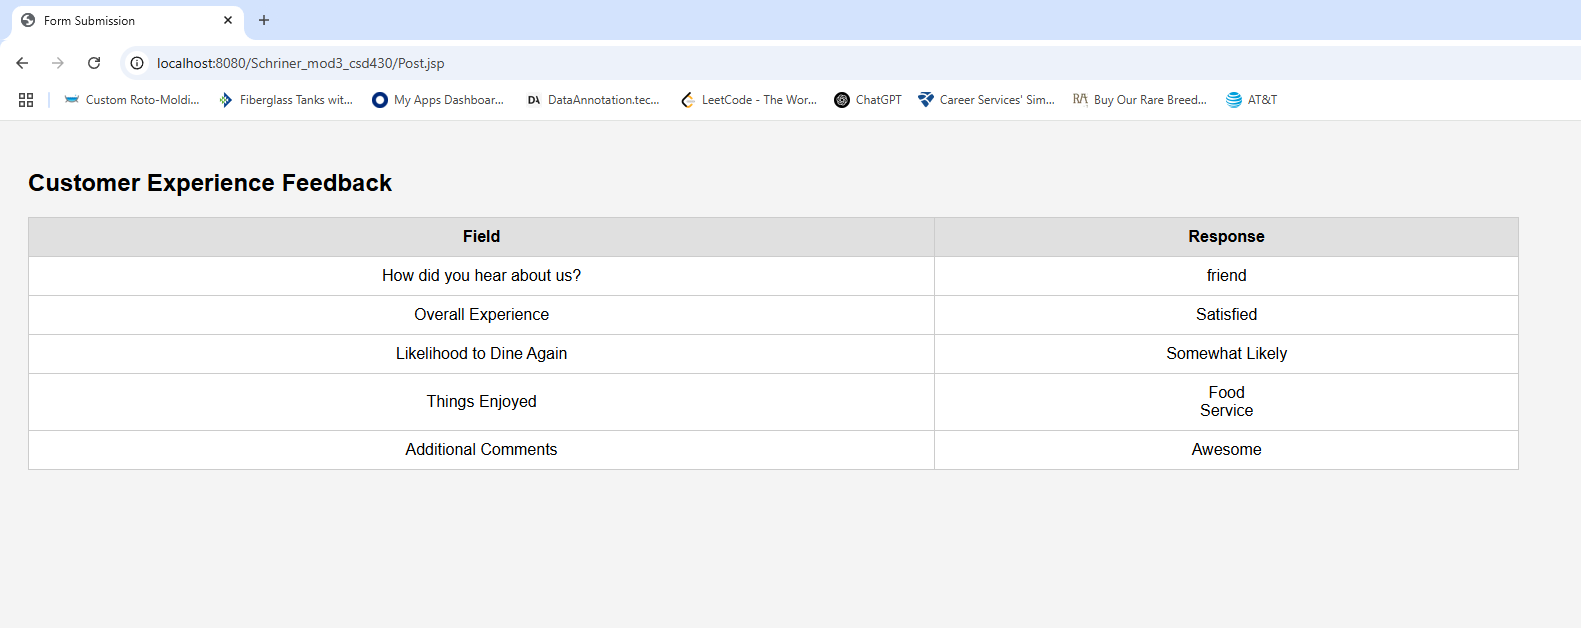 Form Submission
localhost:8080/Schriner_mod3_csd430/Post.jsp
Custom Roto-Moldi...
Fiberglass Tanks wit...
My Apps Dashboar...
DA
DataAnnotation.tec...
LeetCode - The Wor...
ChatGPT
Career Services' Sim...
RA
Buy Our Rare Breed...
AT&T
Customer Experience Feedback
Field Response
How did you hear about us? friend
Overall Experience Satisfied
Likelihood to Dine Again Somewhat Likely
Things Enjoyed Food
Service
Additional Comments Awesome